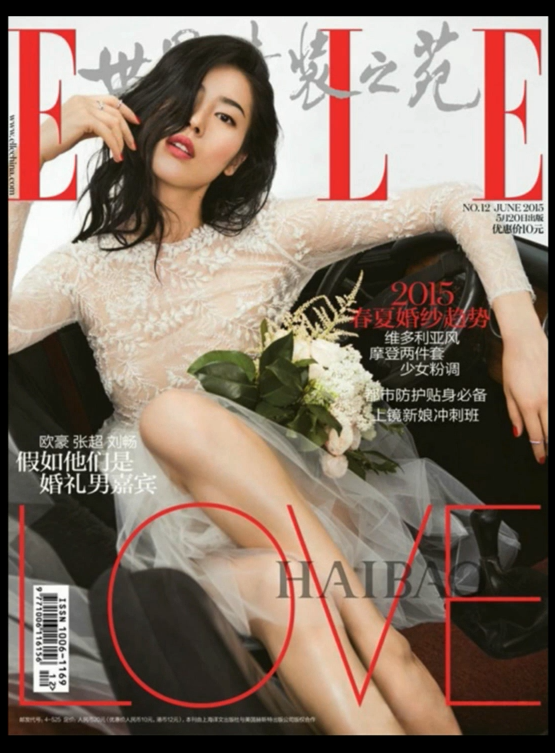 ELLE
世界时装之苑
www.ellechina.com
NO.12 JUNE 2015
5月20日出版
优惠价10元
2015
春夏婚纱趋势
维多利亚风
摩登两件套
少女粉调
都市防护贴身必备
上镜新娘冲刺班
欧豪 张超 刘畅
假如他们是
婚礼男嘉宾
LOVE
HAIBAO
ISSN 1006-1169
9 771006 116156
12